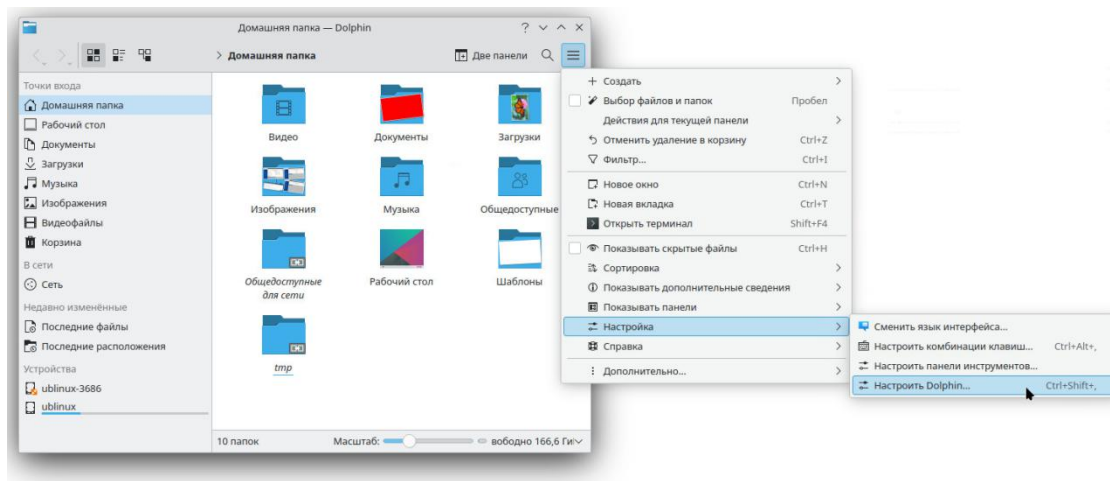 Домашняя папка — Dolphin
Домашняя папка
Две панели
Точки входа
Домашняя папка
Рабочий стол
Документы
Загрузки
Музыка
Изображения
Видеофайлы
Корзина
В сети
Сеть
Недавно изменённые
Последние файлы
Последние расположения
Устройства
ublinux-3686
ublinux
Видео
Документы
Загрузки
Изображения
Музыка
Общедоступные
Общедоступные
для сети
Рабочий стол
Шаблоны
tmp
10 папок
Масштаб:
вободно 166,6 Ги
Создать
Выбор файлов и папок Пробел
Действия для текущей панели
Отменить удаление в корзину Ctrl+Z
Фильтр... Ctrl+I
Новое окно Ctrl+N
Новая вкладка Ctrl+T
Открыть терминал Shift+F4
Показывать скрытые файлы Ctrl+H
Сортировка
Показывать дополнительные сведения
Показывать панели
Настройка
Справка
Дополнительно...
Сменить язык интерфейса...
Настроить комбинации клавиш... Ctrl+Alt+,
Настроить панели инструментов...
Настроить Dolphin... Ctrl+Shift+,